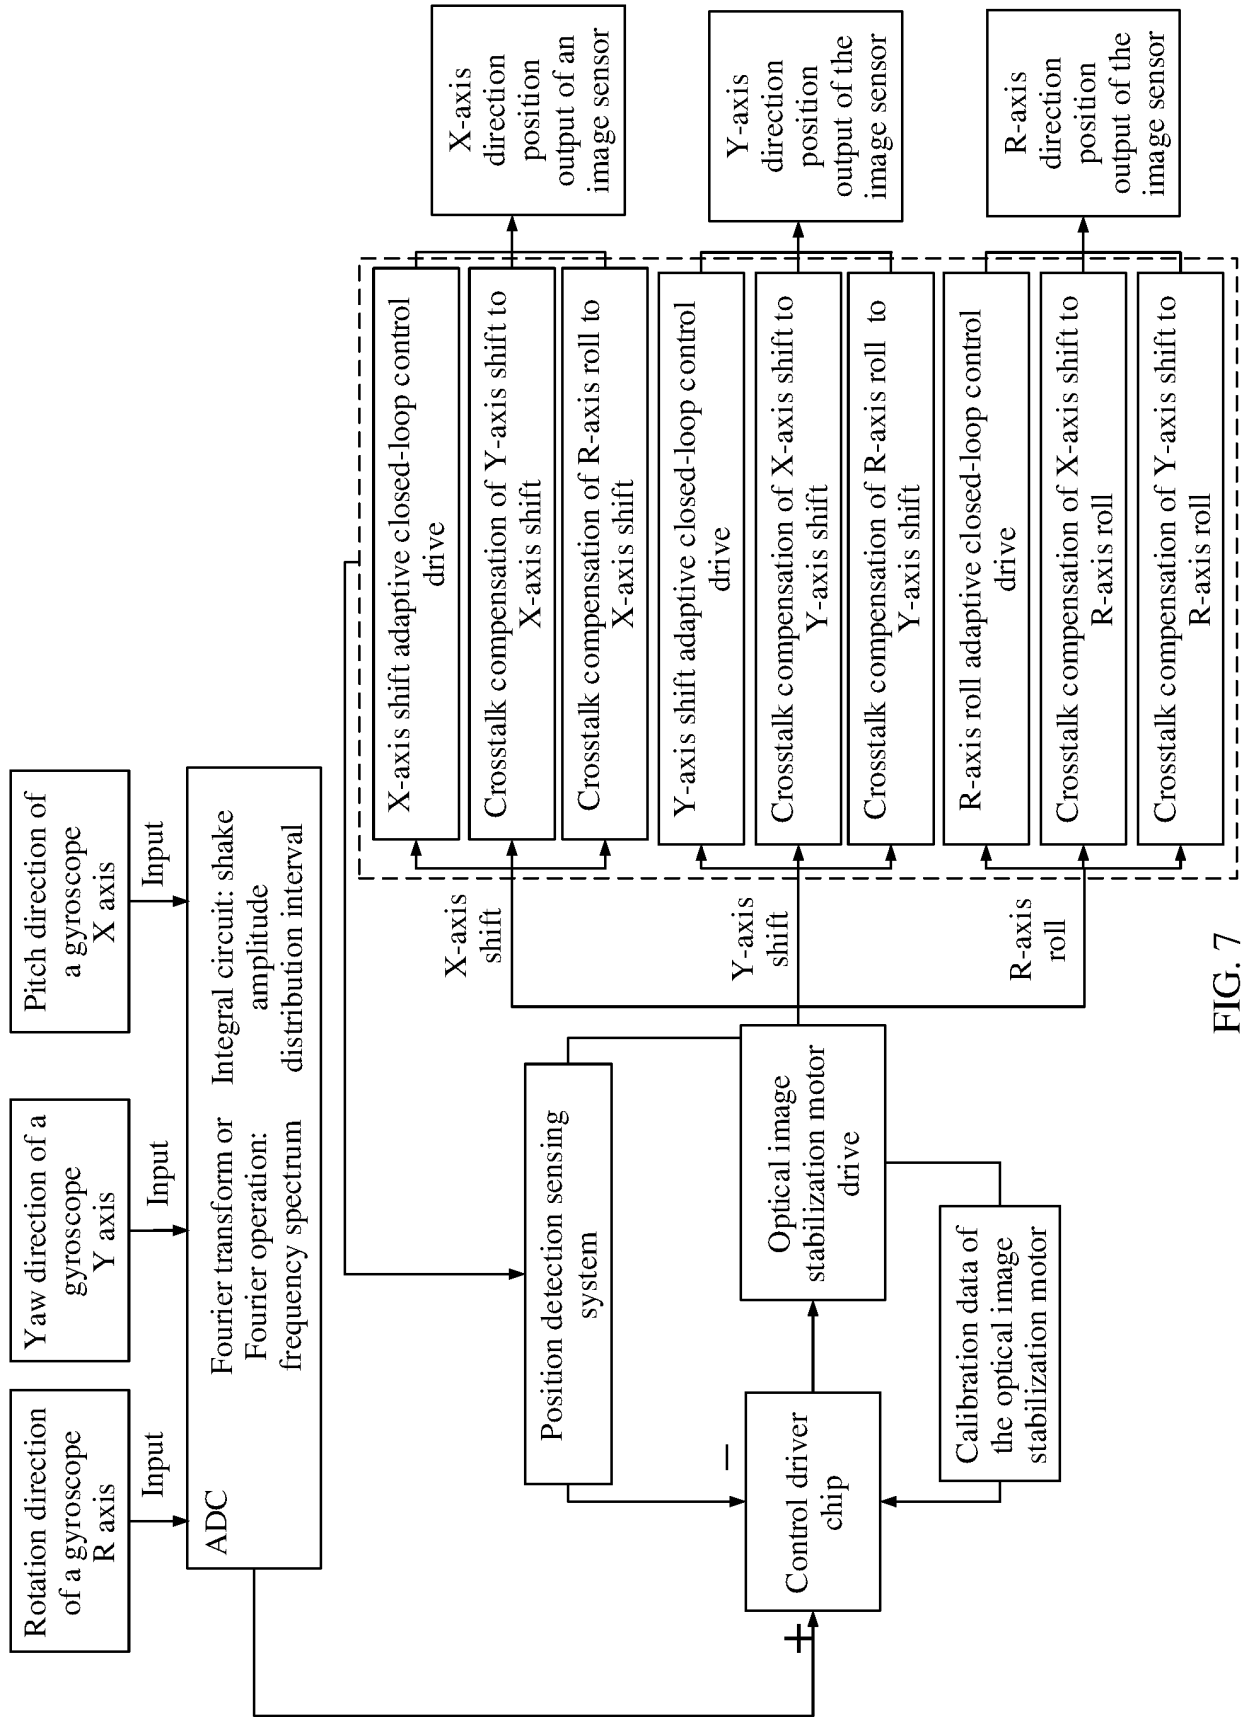 Rotation direction
of a gyroscope
R axis
Yaw direction of a
gyroscope
Y axis
Pitch direction of
a gyroscope
X axis
Input
Input
Input
ADC
Fourier transform or
Fourier operation:
frequency spectrum
Integral circuit: shake
amplitude
distribution interval
Position detection sensing
system
+
−
Control driver
chip
Optical image
stabilization motor
drive
Calibration data of
the optical image
stabilization motor
X-axis
shift
Y-axis
shift
R-axis
roll
X-axis shift adaptive closed-loop control
drive
Crosstalk compensation of Y-axis shift to
X-axis shift
Crosstalk compensation of R-axis roll to
X-axis shift
Y-axis shift adaptive closed-loop control
drive
Crosstalk compensation of X-axis shift to
Y-axis shift
Crosstalk compensation of R-axis roll to
Y-axis shift
R-axis roll adaptive closed-loop control
drive
Crosstalk compensation of X-axis shift to
R-axis roll
Crosstalk compensation of Y-axis shift to
R-axis roll
X-axis
direction
position
output of an
image sensor
Y-axis
direction
position
output of the
image sensor
R-axis
direction
position
output of the
image sensor
FIG. 7